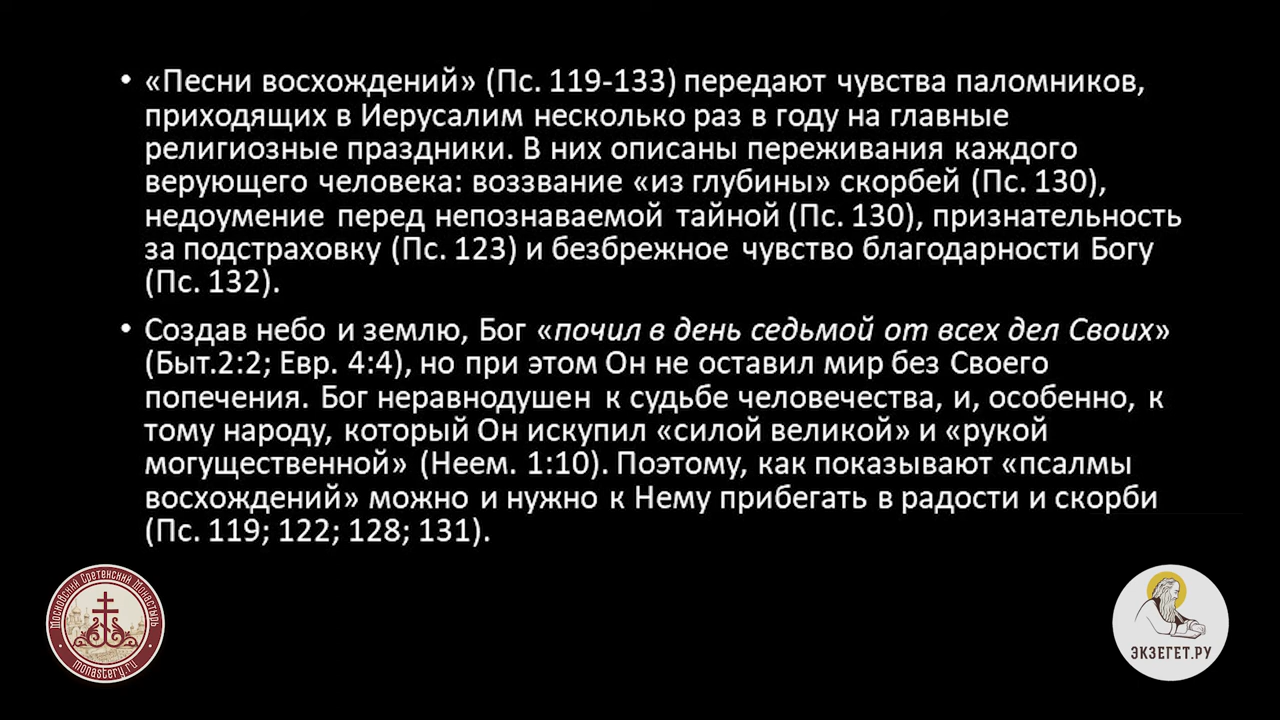 • «Песни восхождений» (Пс. 119-133) передают чувства паломников,
приходящих в Иерусалим несколько раз в году на главные
религиозные праздники. В них описаны переживания каждого
верующего человека: воззвание «из глубины» скорбей (Пс. 130),
недоумение перед непознаваемой тайной (Пс. 130), признательность
за подстраховку (Пс. 123) и безбрежное чувство благодарности Богу
(Пс. 132).
• Создав небо и землю, Бог «почил в день седьмой от всех дел Своих»
(Быт.2:2; Евр. 4:4), но при этом Он не оставил мир без Своего
попечения. Бог неравнодушен к судьбе человечества, и, особенно, к
тому народу, который Он искупил «силой великой» и «рукой
могущественной» (Неем. 1:10). Поэтому, как показывают «псалмы
восхождений» можно и нужно к Нему прибегать в радости и скорби
(Пс. 119; 122; 128; 131).
Московский Сретенский Монастырь
monastery.ru
ЭКЗЕГЕТ.РУ